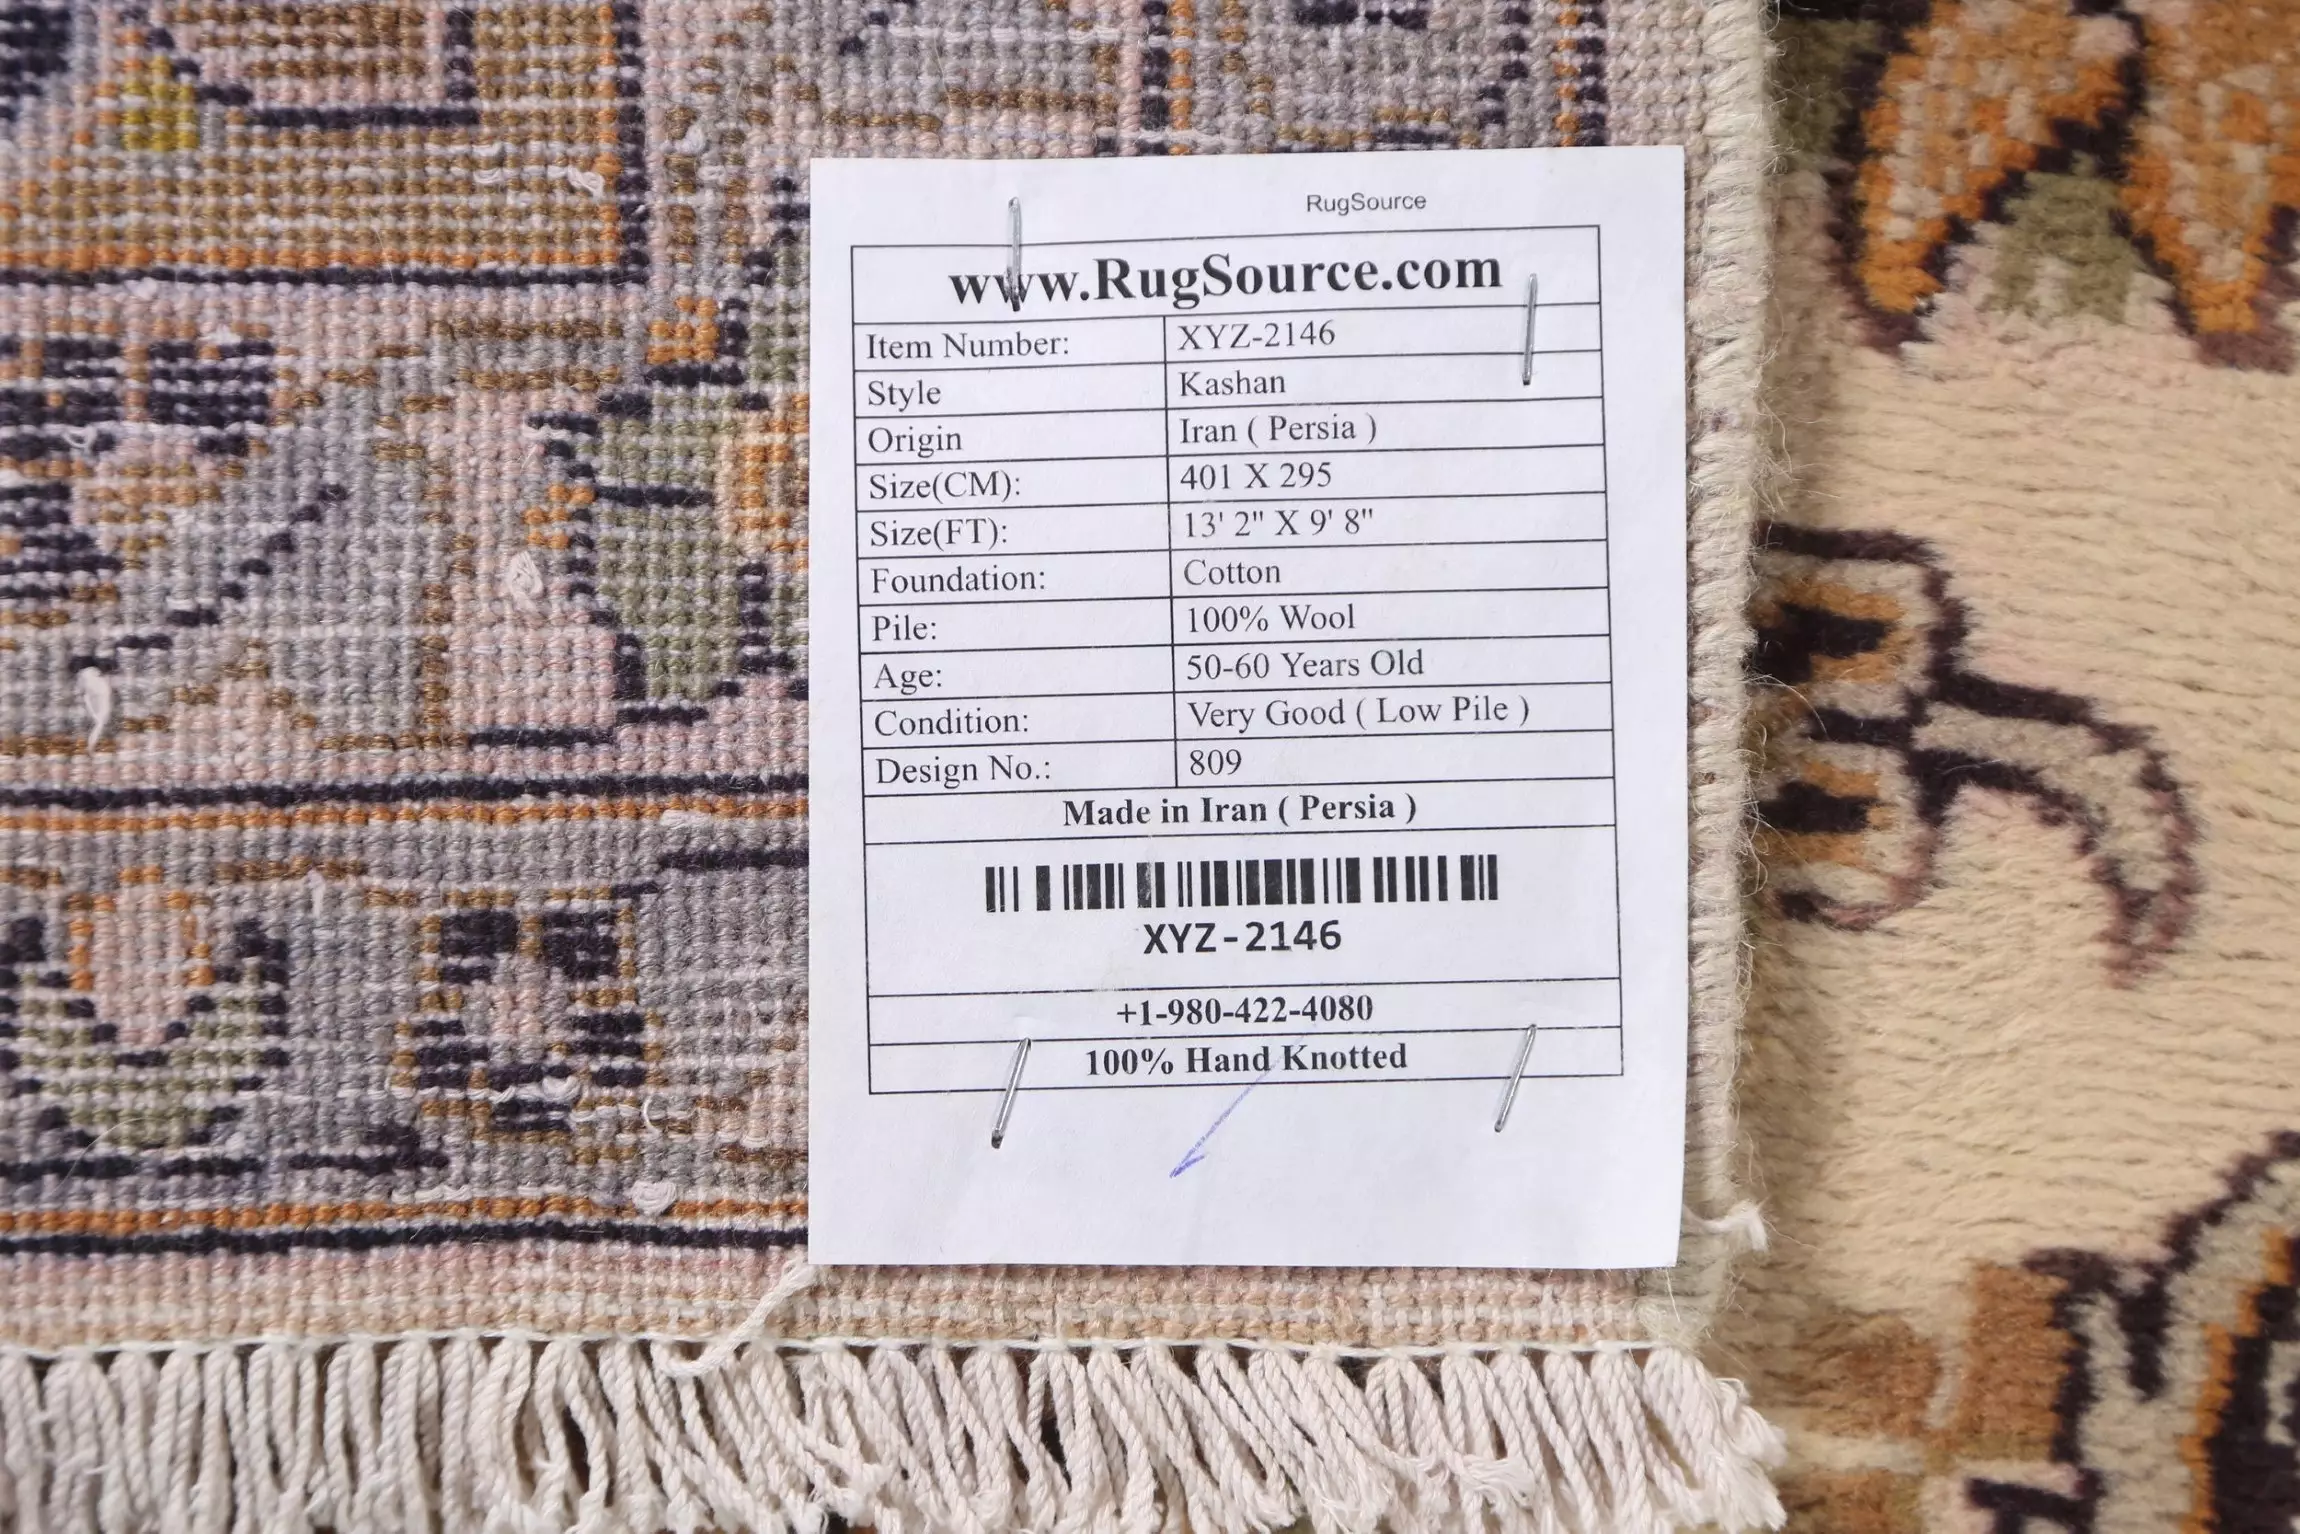 RugSource
www.RugSource.com
Item Number: XYZ-2146
Style Kashan
Origin Iran ( Persia )
Size(CM): 401 X 295
Size(FT): 13' 2" X 9' 8"
Foundation: Cotton
Pile: 100% Wool
Age: 50-60 Years Old
Condition: Very Good ( Low Pile )
Design No.: 809
Made in Iran ( Persia )
XYZ-2146
+1-980-422-4080
100% Hand Knotted